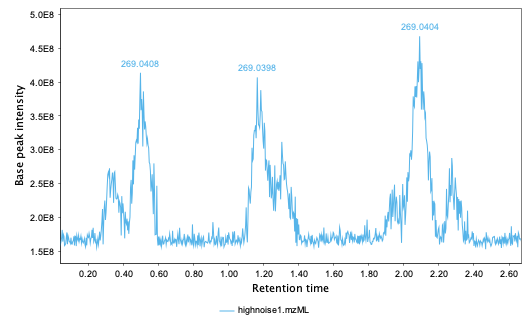 5.0E8
4.5E8
4.0E8
3.5E8
3.0E8
2.5E8
2.0E8
1.5E8
Base peak intensity
269.0408
269.0398
269.0404
0.20 0.40 0.60 0.80 1.00 1.20 1.40 1.60 1.80 2.00 2.20 2.40 2.60
Retention time
highnoise1.mzML